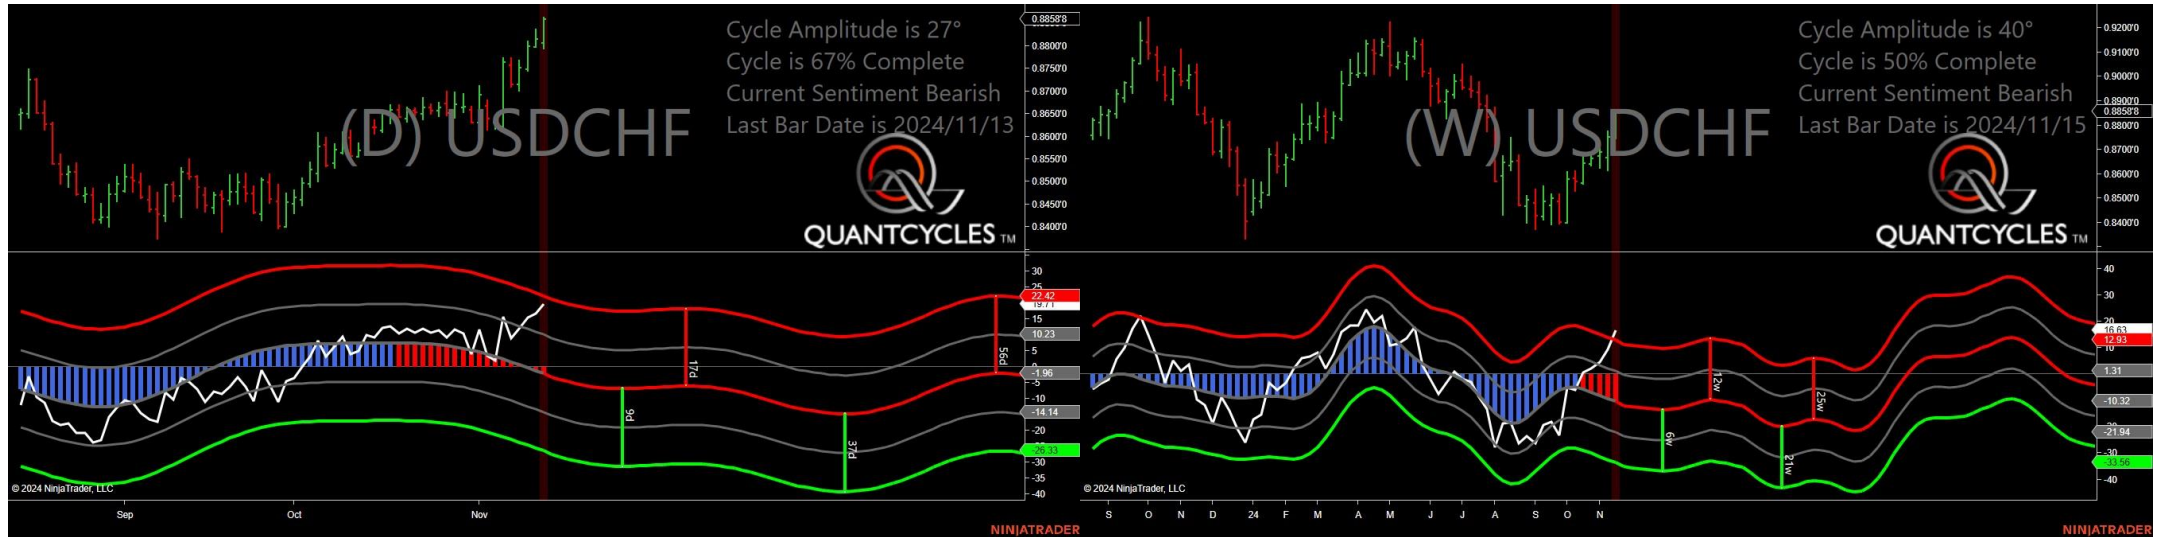 Cycle Amplitude is 27°
Cycle is 67% Complete
Current Sentiment Bearish
Last Bar Date is 2024/11/13
(D) USDCHF
QUANTCYCLES TM
0.8858'8
0.8800'0
0.8750'0
0.8700'0
0.8650'0
0.8600'0
0.8550'0
0.8500'0
0.8450'0
0.8400'0
30
25
22.42
19.71
15
10.23
5
-1.96
-5
-10
-14.14
-20
-26.33
-30
-35
-40
9d
17d
37d
56d
© 2024 NinjaTrader, LLC
Sep Oct Nov
NINJATRADER
Cycle Amplitude is 40°
Cycle is 50% Complete
Current Sentiment Bearish
Last Bar Date is 2024/11/15
(W) USDCHF
QUANTCYCLES TM
0.9200'0
0.9100'0
0.9000'0
0.8900'0
0.8858'8
0.8800'0
0.8700'0
0.8600'0
0.8500'0
0.8400'0
40
30
20
16.63
12.93
10
1.31
-10.32
-21.94
-30
-33.56
-40
6w
12w
21w
25w
© 2024 NinjaTrader, LLC
S O N D 24 F M A M J J A S O N
NINJATRADER